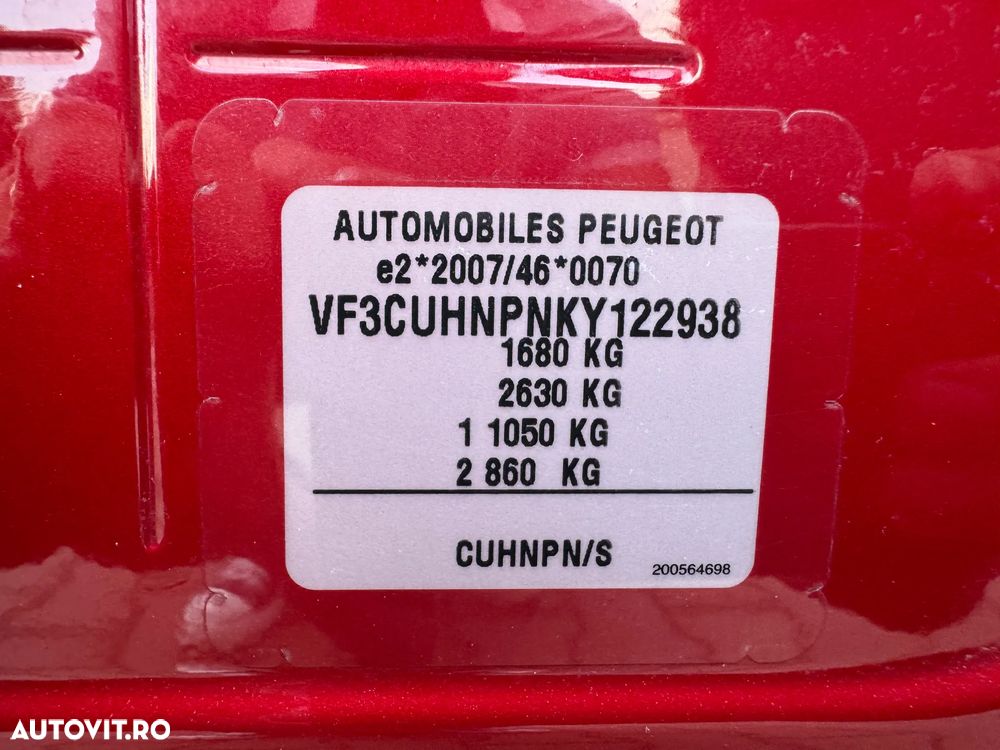 AUTOMOBILES PEUGEOT
e2*2007/46*0070
VF3CUHNPNKY122938
1680 KG
2630 KG
1 1050 KG
2 860 KG
CUHNPN/S
200564698
AUTOVIT.RO